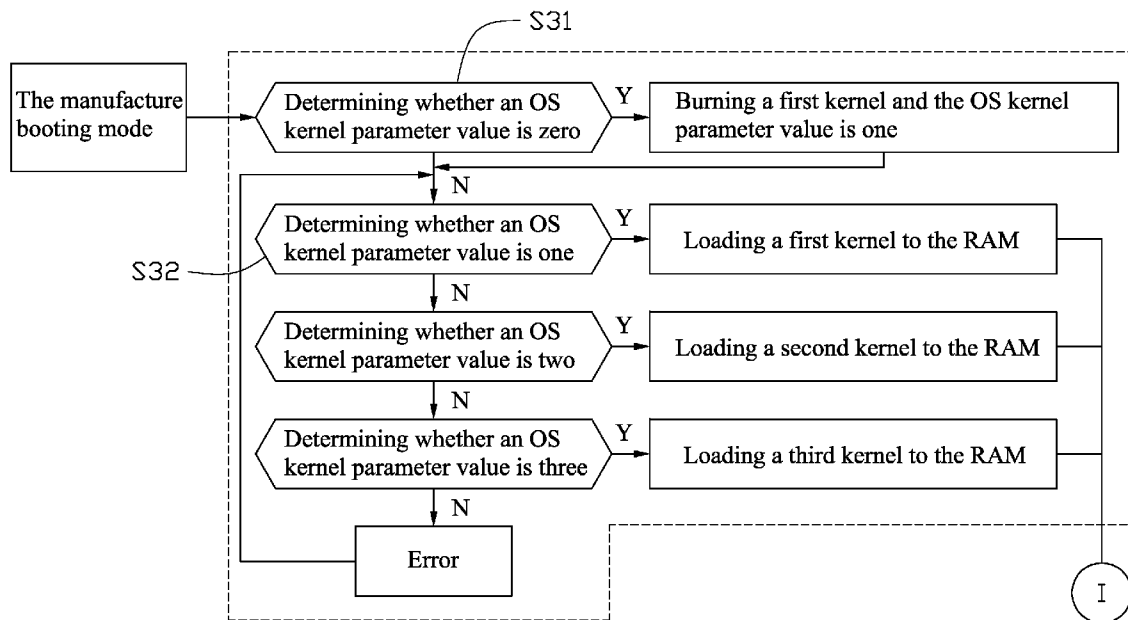 S31
The manufacture
booting mode
Determining whether an OS
kernel parameter value is zero
Y
Burning a first kernel and the OS kernel
parameter value is one
N
Determining whether an OS
kernel parameter value is one
Y
Loading a first kernel to the RAM
S32
N
Determining whether an OS
kernel parameter value is two
Y
Loading a second kernel to the RAM
N
Determining whether an OS
kernel parameter value is three
Y
Loading a third kernel to the RAM
N
Error
I